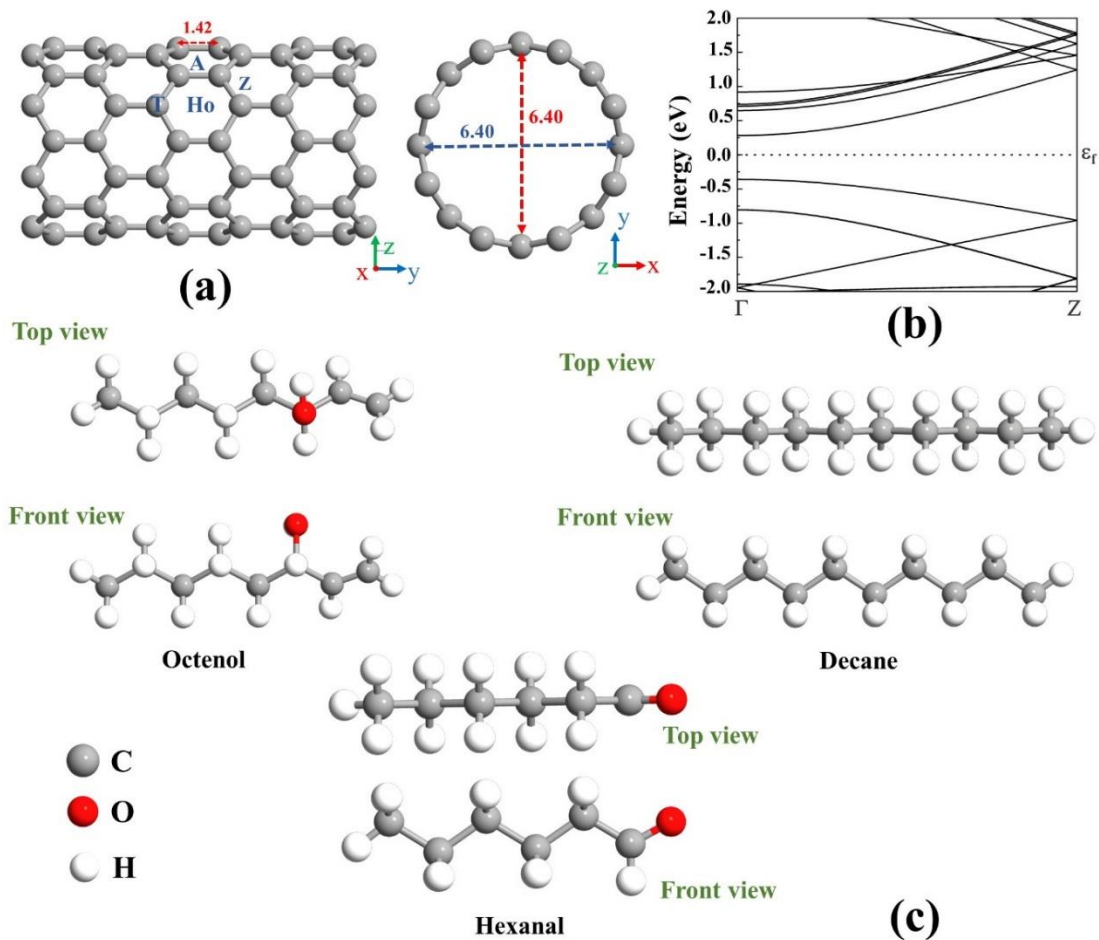 1.42
A
Z
T
Ho
6.40
6.40
z
x
y
y
z
x
(a)
Energy (eV)
2.0
1.5
1.0
0.5
0.0
-0.5
-1.0
-1.5
-2.0
Γ
Z
εf
(b)
Top view
Front view
Octenol
Top view
Front view
Decane
Top view
Front view
Hexanal
C
O
H
(c)